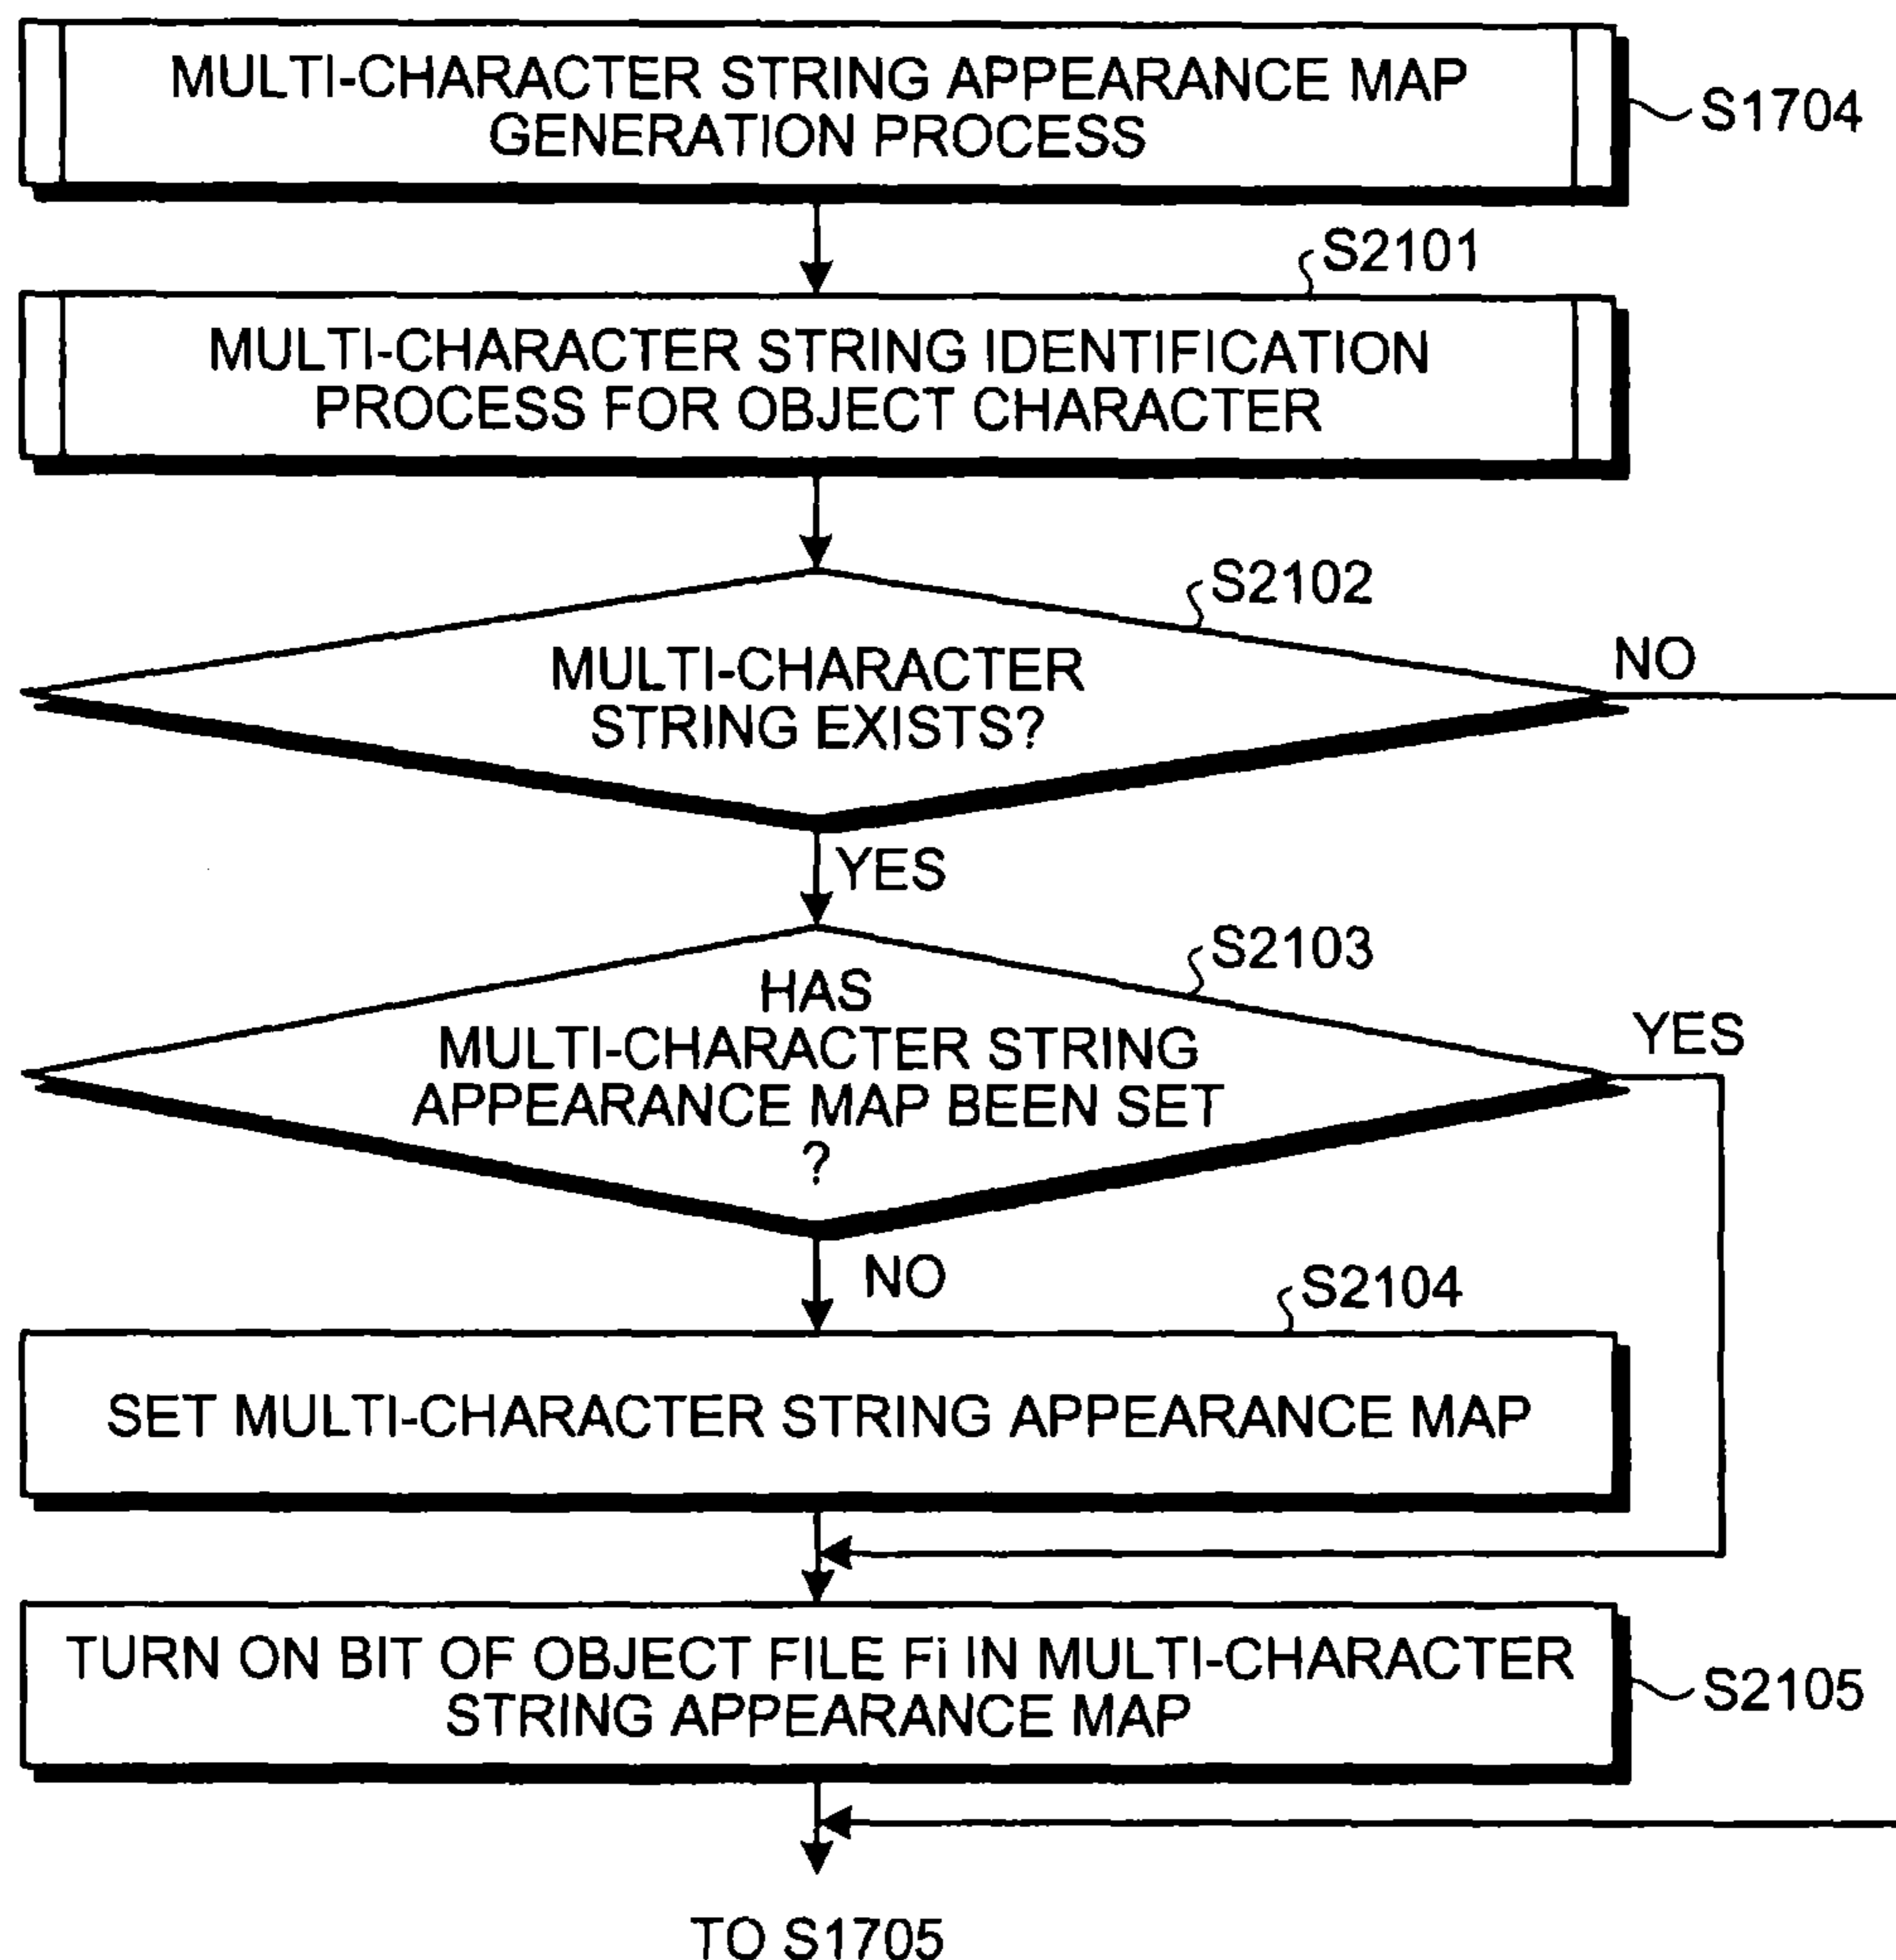 MULTI-CHARACTER STRING APPEARANCE MAP
GENERATION PROCESS
S1704
S2101
MULTI-CHARACTER STRING IDENTIFICATION
PROCESS FOR OBJECT CHARACTER
S2102
MULTI-CHARACTER
STRING EXISTS?
NO
YES
S2103
HAS
MULTI-CHARACTER STRING
APPEARANCE MAP BEEN SET
?
YES
NO
S2104
SET MULTI-CHARACTER STRING APPEARANCE MAP
TURN ON BIT OF OBJECT FILE Fi IN MULTI-CHARACTER
STRING APPEARANCE MAP
S2105
TO S1705